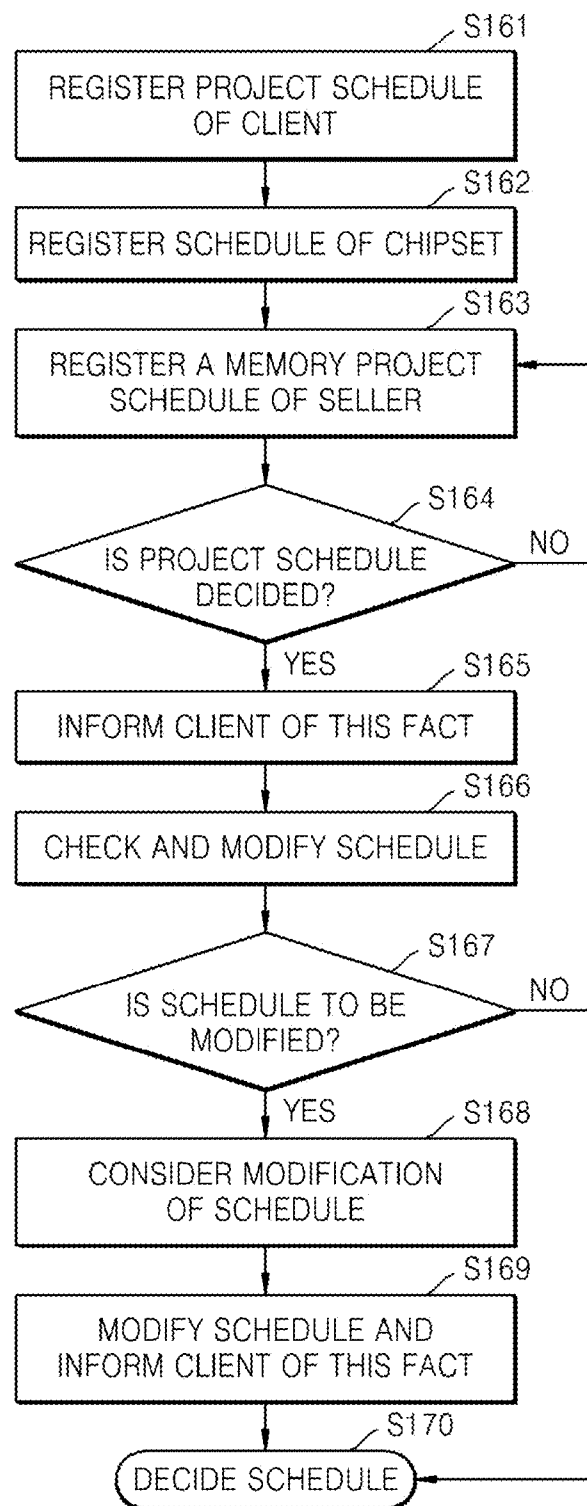 S161
REGISTER PROJECT SCHEDULE
OF CLIENT
S162
REGISTER SCHEDULE OF CHIPSET
S163
REGISTER A MEMORY PROJECT
SCHEDULE OF SELLER
S164
IS PROJECT SCHEDULE
DECIDED?
NO
YES
S165
INFORM CLIENT OF THIS FACT
S166
CHECK AND MODIFY SCHEDULE
S167
IS SCHEDULE TO BE
MODIFIED?
NO
YES
S168
CONSIDER MODIFICATION
OF SCHEDULE
S169
MODIFY SCHEDULE AND
INFORM CLIENT OF THIS FACT
S170
DECIDE SCHEDULE